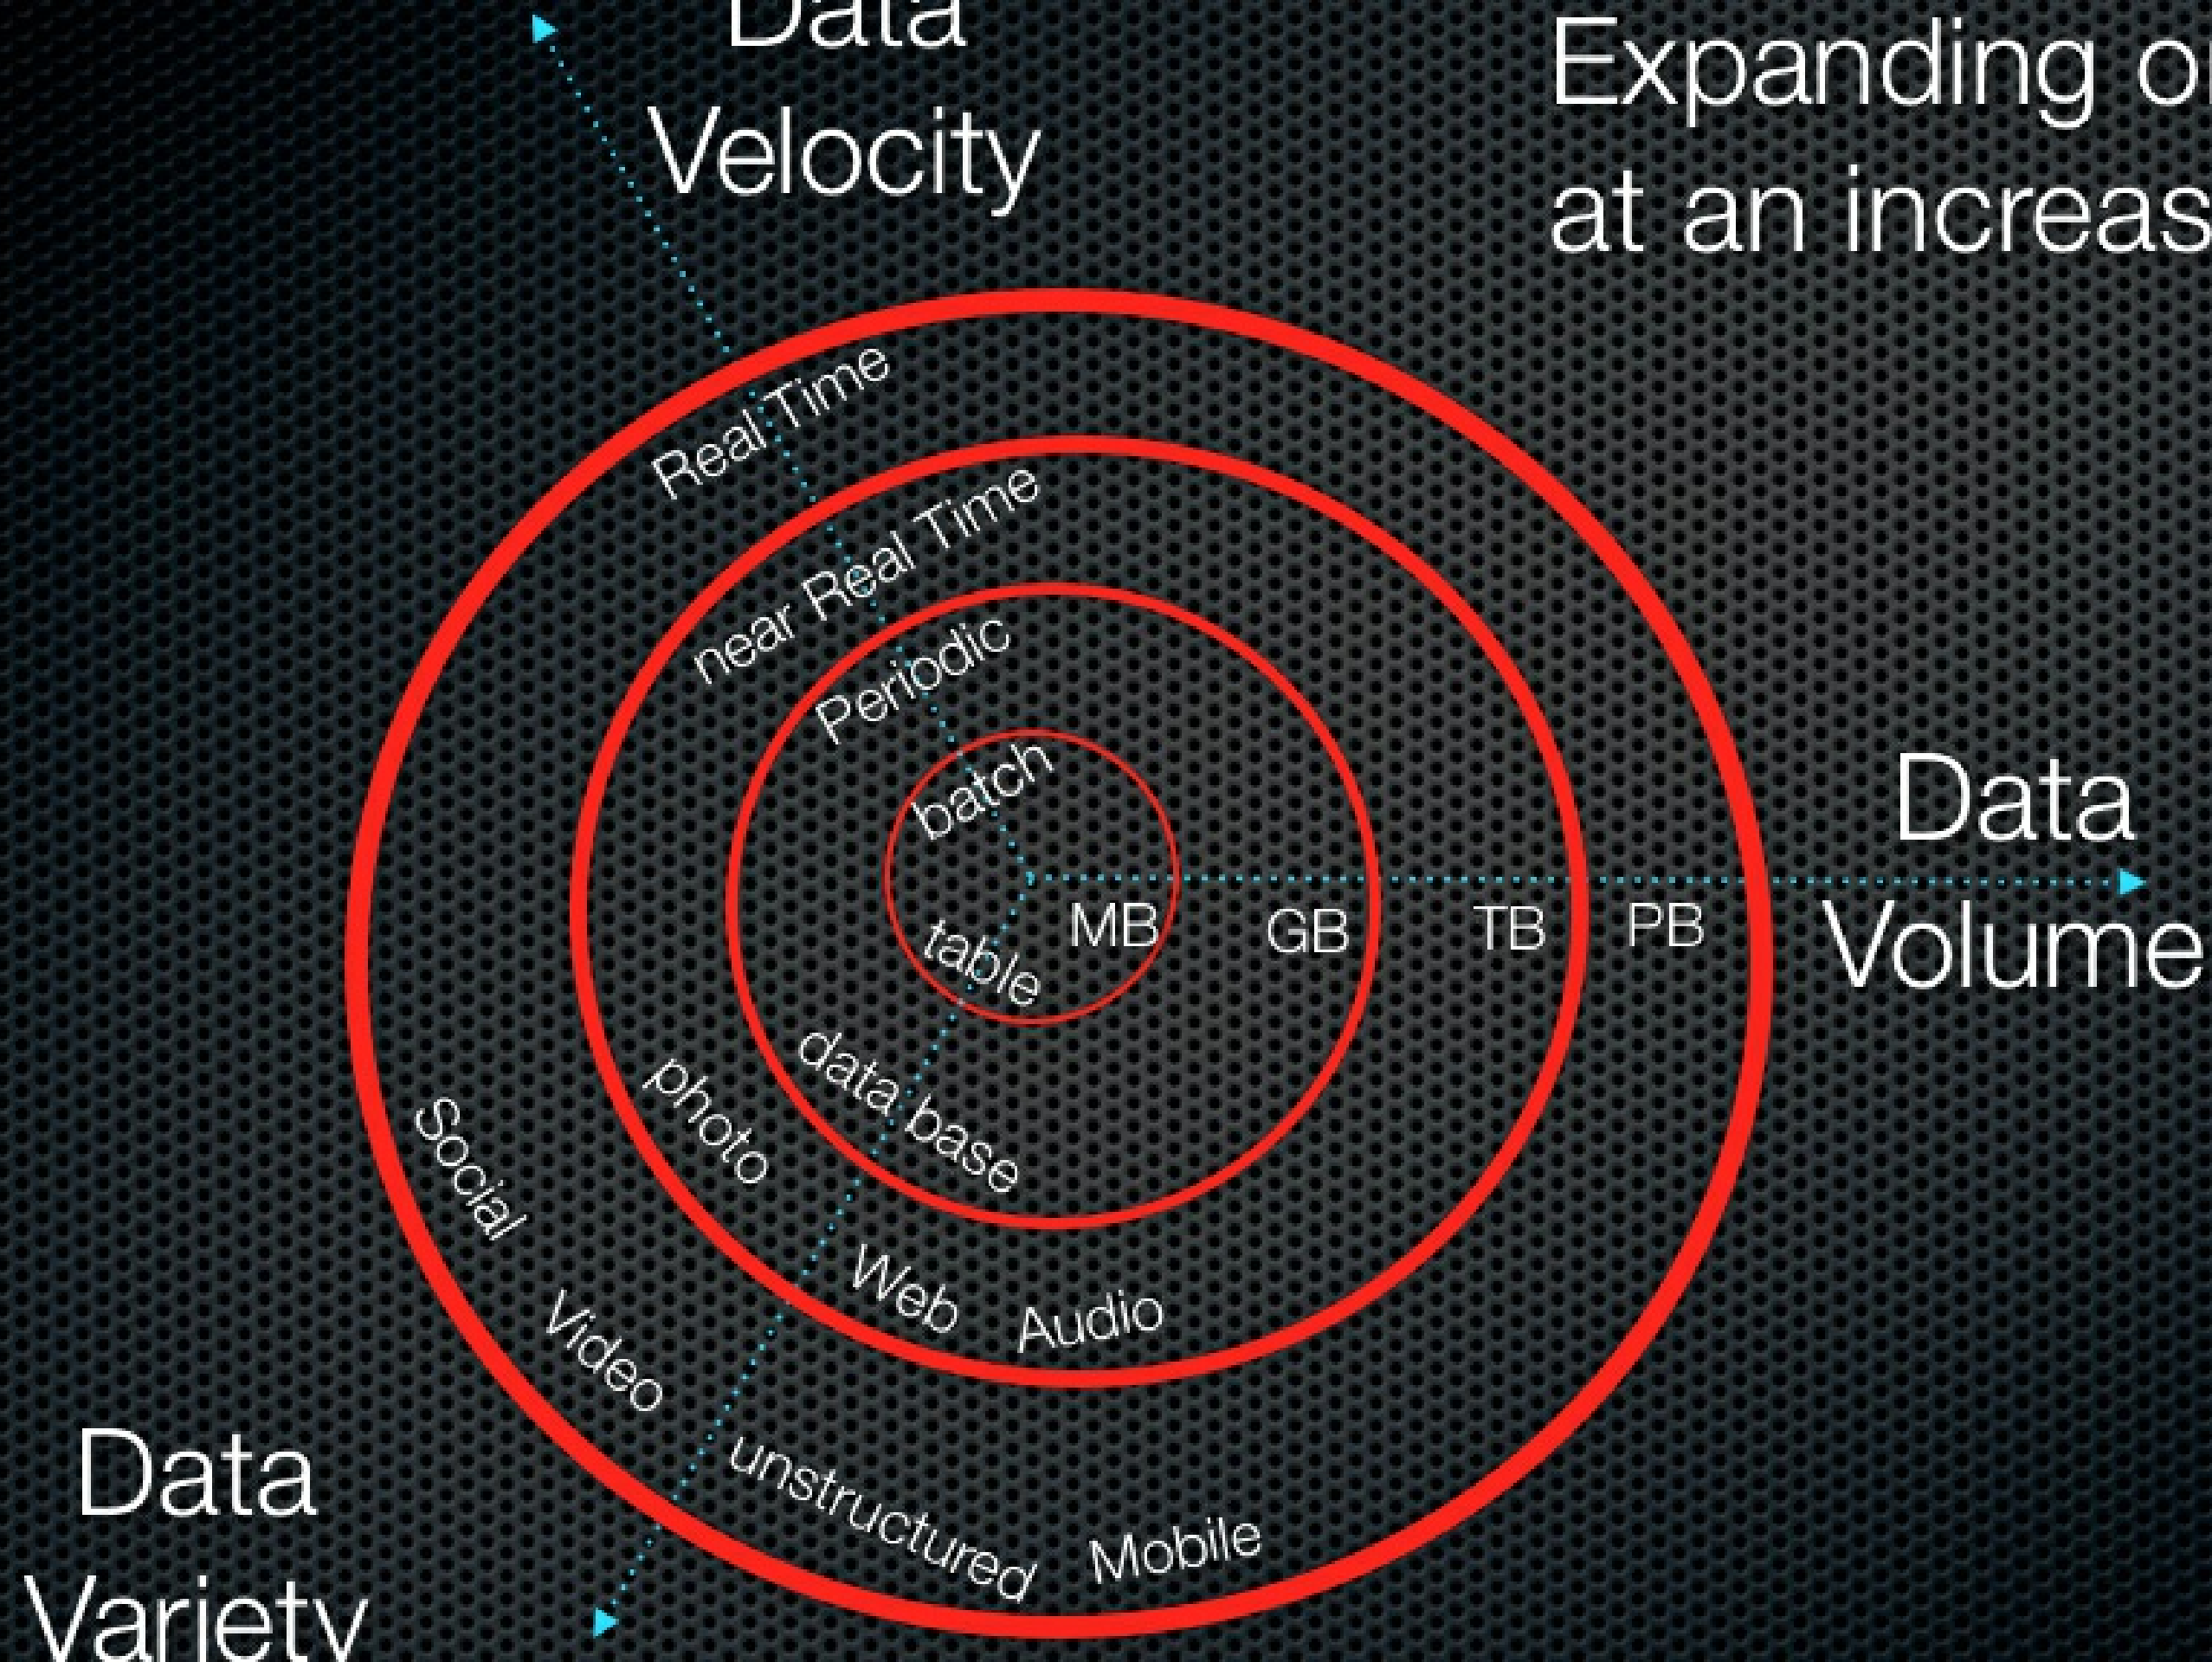 Data
Velocity
Expanding
at an increas
Real Time
near Real Time
Periodic
batch
Data
Volume
MB GB TB PB
table
data base
photo
Web Audio
Social
Video
unstructured
Mobile
Data
Variety